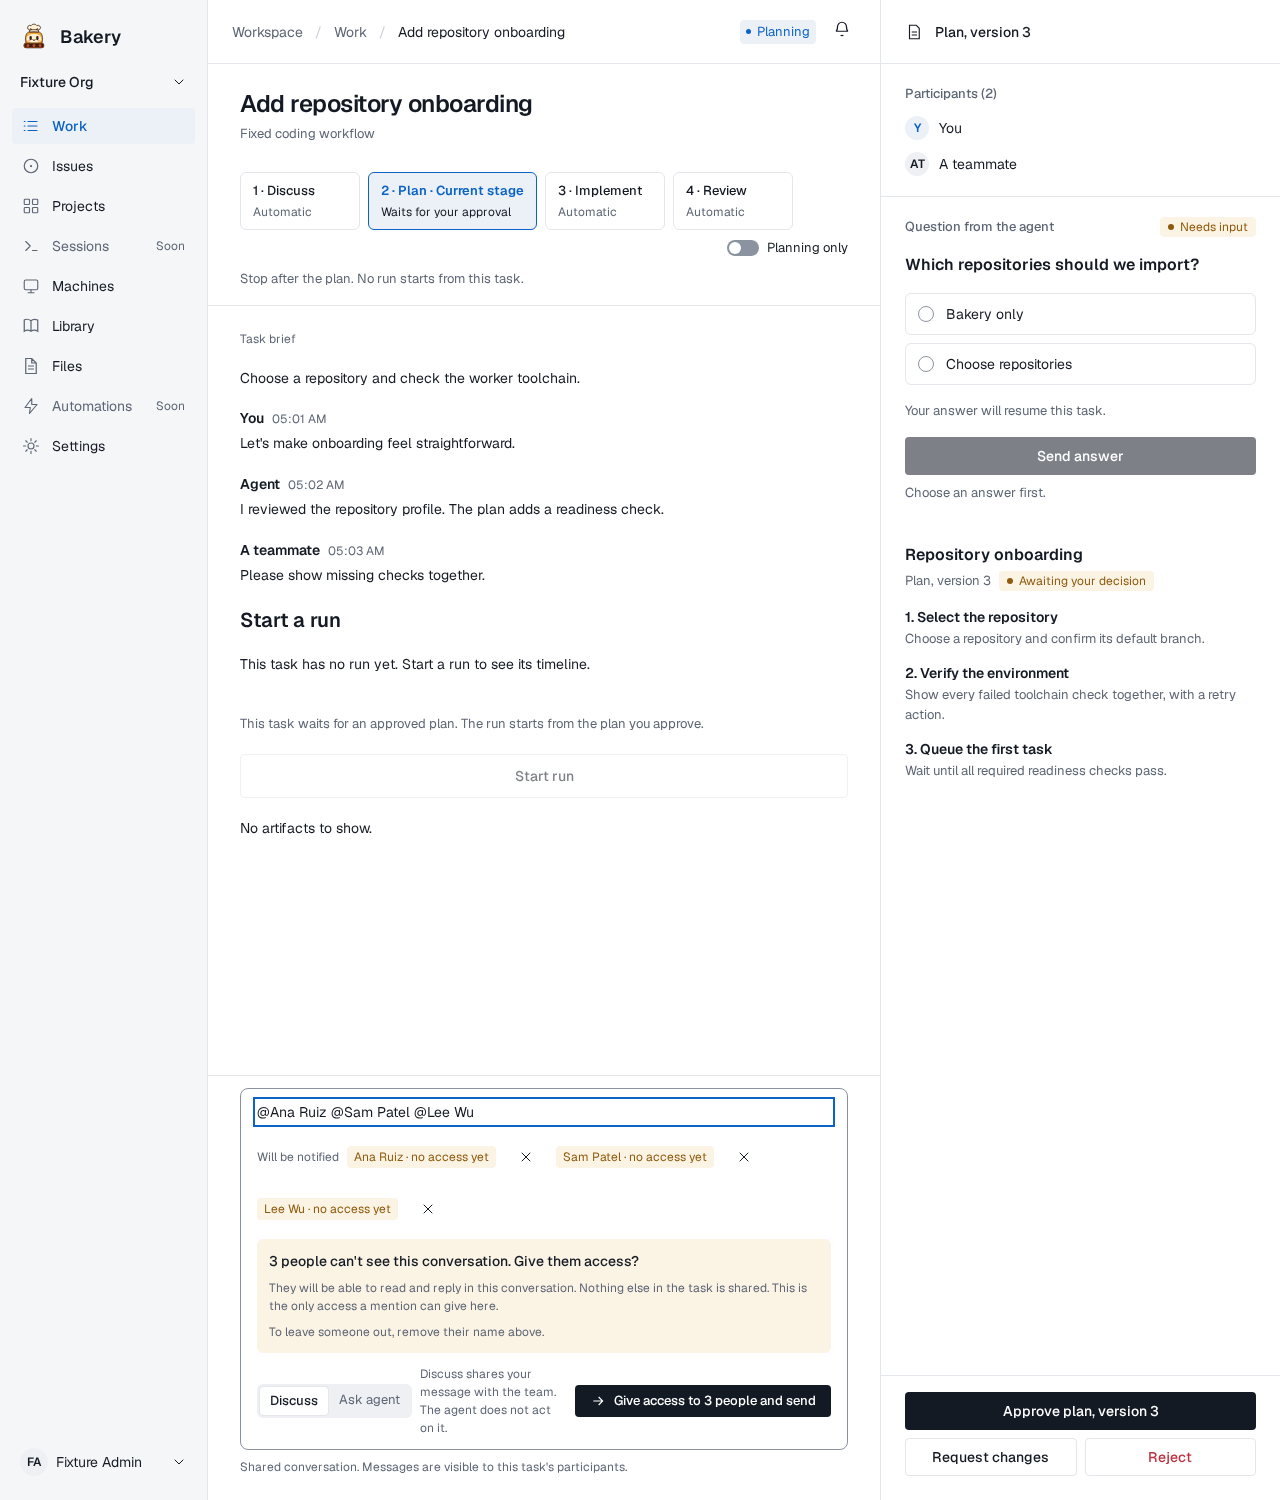 Bakery
Fixture Org
Work
Issues
Projects
Sessions Soon
Machines
Library
Files
Automations Soon
Settings
FA Fixture Admin
Workspace / Work / Add repository onboarding
Planning
Add repository onboarding
Fixed coding workflow
1 · Discuss
Automatic
2 · Plan · Current stage
Waits for your approval
3 · Implement
Automatic
4 · Review
Automatic
Planning only
Stop after the plan. No run starts from this task.
Task brief
Choose a repository and check the worker toolchain.
You 05:01 AM
Let's make onboarding feel straightforward.
Agent 05:02 AM
I reviewed the repository profile. The plan adds a readiness check.
A teammate 05:03 AM
Please show missing checks together.
Start a run
This task has no run yet. Start a run to see its timeline.
This task waits for an approved plan. The run starts from the plan you approve.
Start run
No artifacts to show.
@Ana Ruiz @Sam Patel @Lee Wu
Will be notified Ana Ruiz · no access yet Sam Patel · no access yet
Lee Wu · no access yet
3 people can't see this conversation. Give them access?
They will be able to read and reply in this conversation. Nothing else in the task is shared. This is
the only access a mention can give here.
To leave someone out, remove their name above.
Discuss Ask agent
Discuss shares your
message with the team.
The agent does not act
on it.
Give access to 3 people and send
Shared conversation. Messages are visible to this task's participants.
Plan, version 3
Participants (2)
Y You
AT A teammate
Question from the agent Needs input
Which repositories should we import?
Bakery only
Choose repositories
Your answer will resume this task.
Send answer
Choose an answer first.
Repository onboarding
Plan, version 3 Awaiting your decision
1. Select the repository
Choose a repository and confirm its default branch.
2. Verify the environment
Show every failed toolchain check together, with a retry
action.
3. Queue the first task
Wait until all required readiness checks pass.
Approve plan, version 3
Request changes Reject